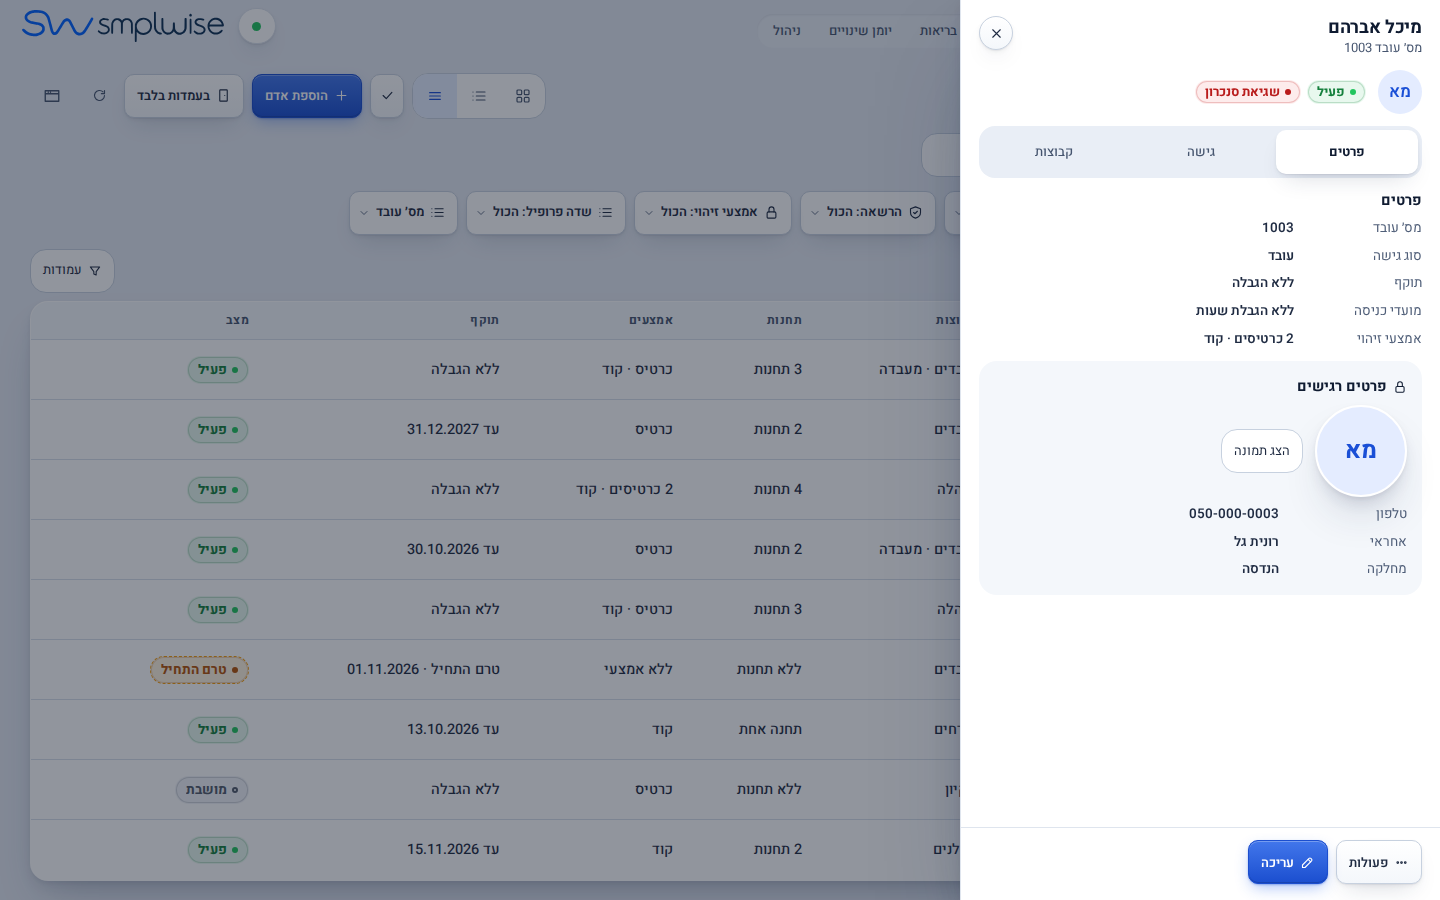 מיכל אברהם
מס׳ עובד 1003
מא
פעיל
שגיאת סנכרון
פרטים
גישה
קבוצות
פרטים
מס׳ עובד 1003
סוג גישה עובד
תוקף ללא הגבלה
מועדי כניסה ללא הגבלת שעות
אמצעי זיהוי 2 כרטיסים · קוד
פרטים רגישים
מא
הצג תמונה
טלפון 050-000-0003
אחראי רונית גל
מחלקה הנדסה
פעולות
עריכה
smplwise
בריאות
יומן שינויים
ניהול
הוספת אדם
בעמדות בלבד
הרשאה: הכול
אמצעי זיהוי: הכול
שדה פרופיל: הכול
מס׳ עובד
עמודות
תחנות אמצעים תוקף מצב
מעבדה 3 תחנות כרטיס · קוד ללא הגבלה פעיל
2 תחנות כרטיס עד 31.12.2027 פעיל
4 תחנות 2 כרטיסים · קוד ללא הגבלה פעיל
מעבדה 2 תחנות כרטיס עד 30.10.2026 פעיל
3 תחנות כרטיס · קוד ללא הגבלה פעיל
ללא תחנות ללא אמצעי טרם התחיל · 01.11.2026 טרם התחיל
תחנה אחת קוד עד 13.10.2026 פעיל
ללא תחנות כרטיס ללא הגבלה מושבת
2 תחנות קוד עד 15.11.2026 פעיל